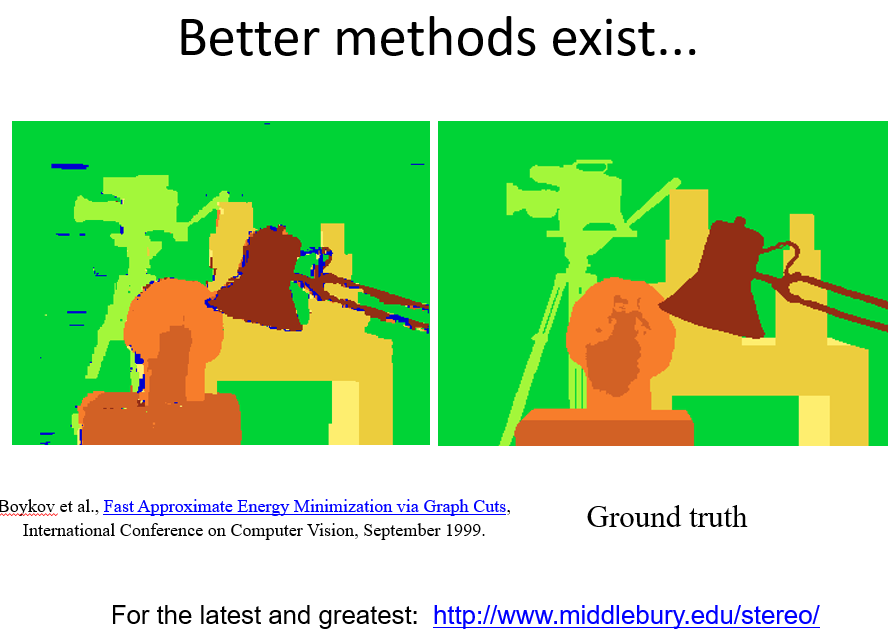 Better methods exist...
Boykov et al., Fast Approximate Energy Minimization via Graph Cuts,
International Conference on Computer Vision, September 1999.
Ground truth
For the latest and greatest: http://www.middlebury.edu/stereo/